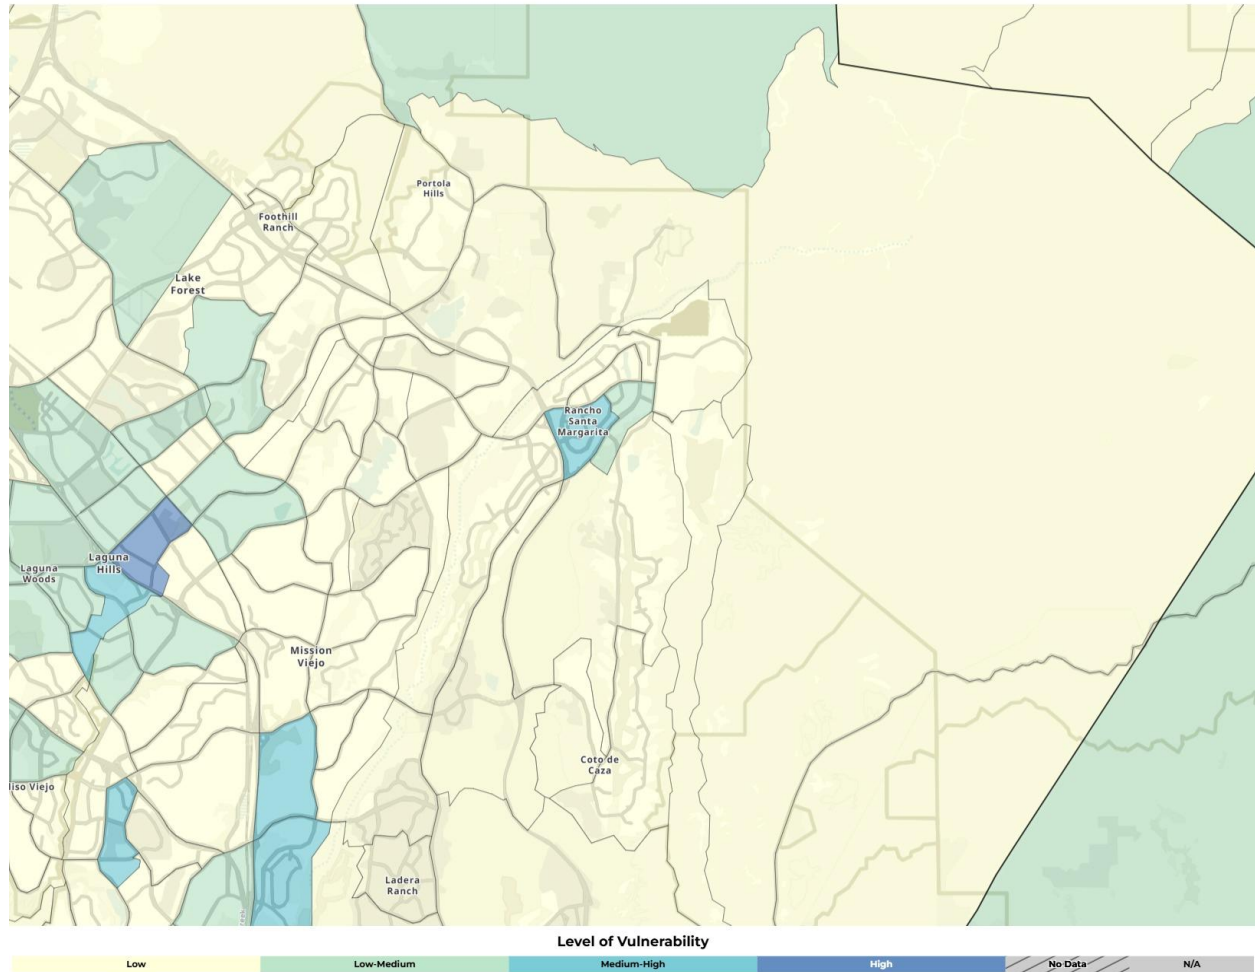 Portola
Hills
Foothill
Ranch
Lake
Forest
Rancho
Santa
Margarita
Laguna
Hills
Laguna
Woods
Mission
Viejo
Coto de
Caza
liso Viejo
Ladera
Ranch
Level of Vulnerability
Low Low-Medium Medium-High High No Data N/A